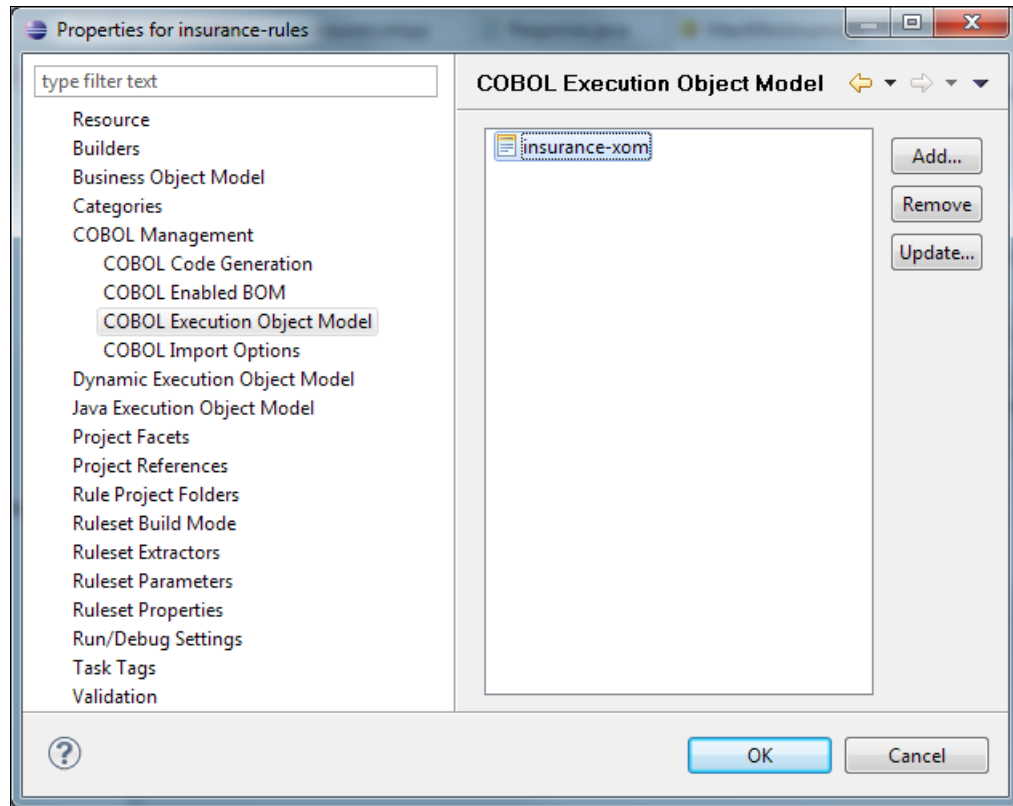 Properties for insurance-rules
type filter text
Resource
Builders
Business Object Model
Categories
COBOL Management
COBOL Code Generation
COBOL Enabled BOM
COBOL Execution Object Model
COBOL Import Options
Dynamic Execution Object Model
Java Execution Object Model
Project Facets
Project References
Rule Project Folders
Ruleset Build Mode
Ruleset Extractors
Ruleset Parameters
Ruleset Properties
Run/Debug Settings
Task Tags
Validation
COBOL Execution Object Model
insurance-xom
Add...
Remove
Update...
?
OK
Cancel